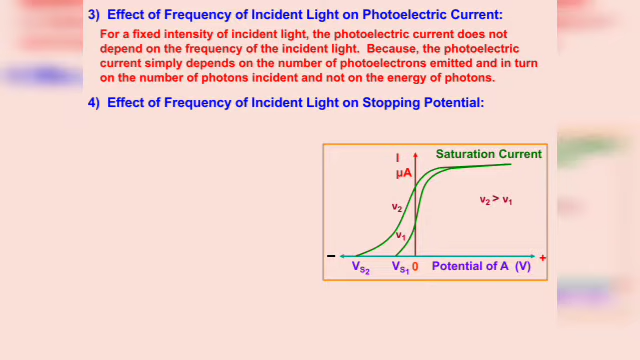 3) Effect of Frequency of Incident Light on Photoelectric Current:
For a fixed intensity of incident light, the photoelectric current does not
depend on the frequency of the incident light. Because, the photoelectric
current simply depends on the number of photoelectrons emitted and in turn
on the number of photons incident and not on the energy of photons.
4) Effect of Frequency of Incident Light on Stopping Potential:
I
μA
Saturation Current
ν₂
ν₂ > ν₁
ν₁
– +
V_S₂ V_S₁ 0 Potential of A (V)